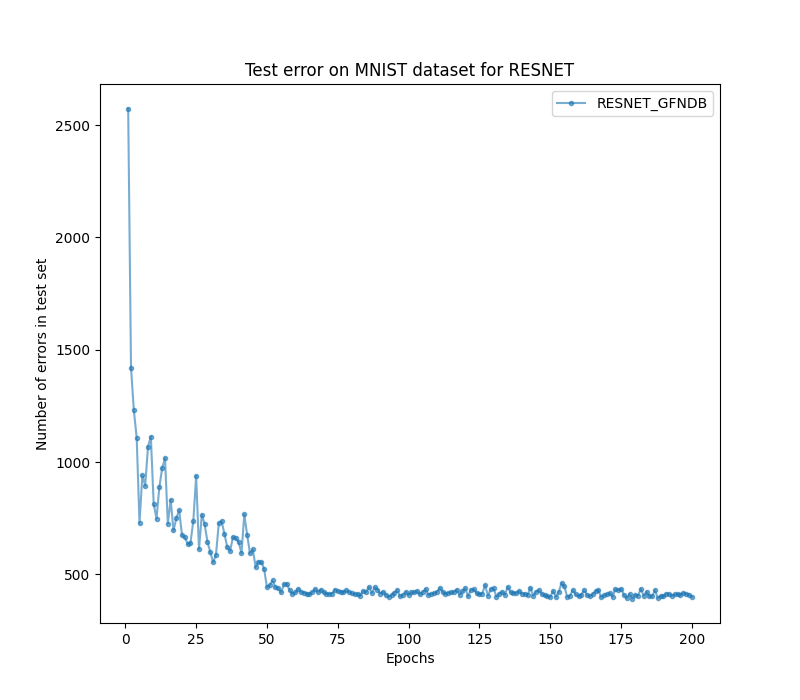 Test error on MNIST dataset for RESNET
RESNET_GFNDB
Number of errors in test set
2500
2000
1500
1000
500
0 25 50 75 100 125 150 175 200
Epochs